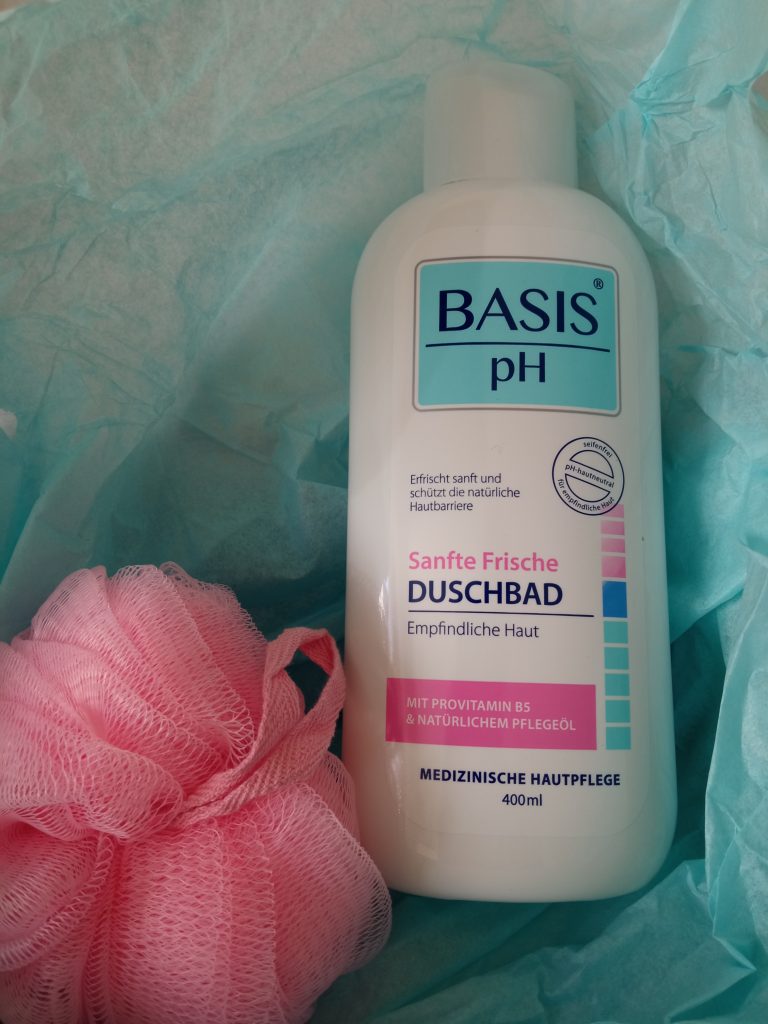 BASIS®
pH
seifenfrei
pH-hautneutral
für empfindliche Haut
Erfrischt sanft und
schützt die natürliche
Hautbarriere
Sanfte Frische
DUSCHBAD
Empfindliche Haut
MIT PROVITAMIN B5
& NATÜRLICHEM PFLEGEÖL
MEDIZINISCHE HAUTPFLEGE
400ml